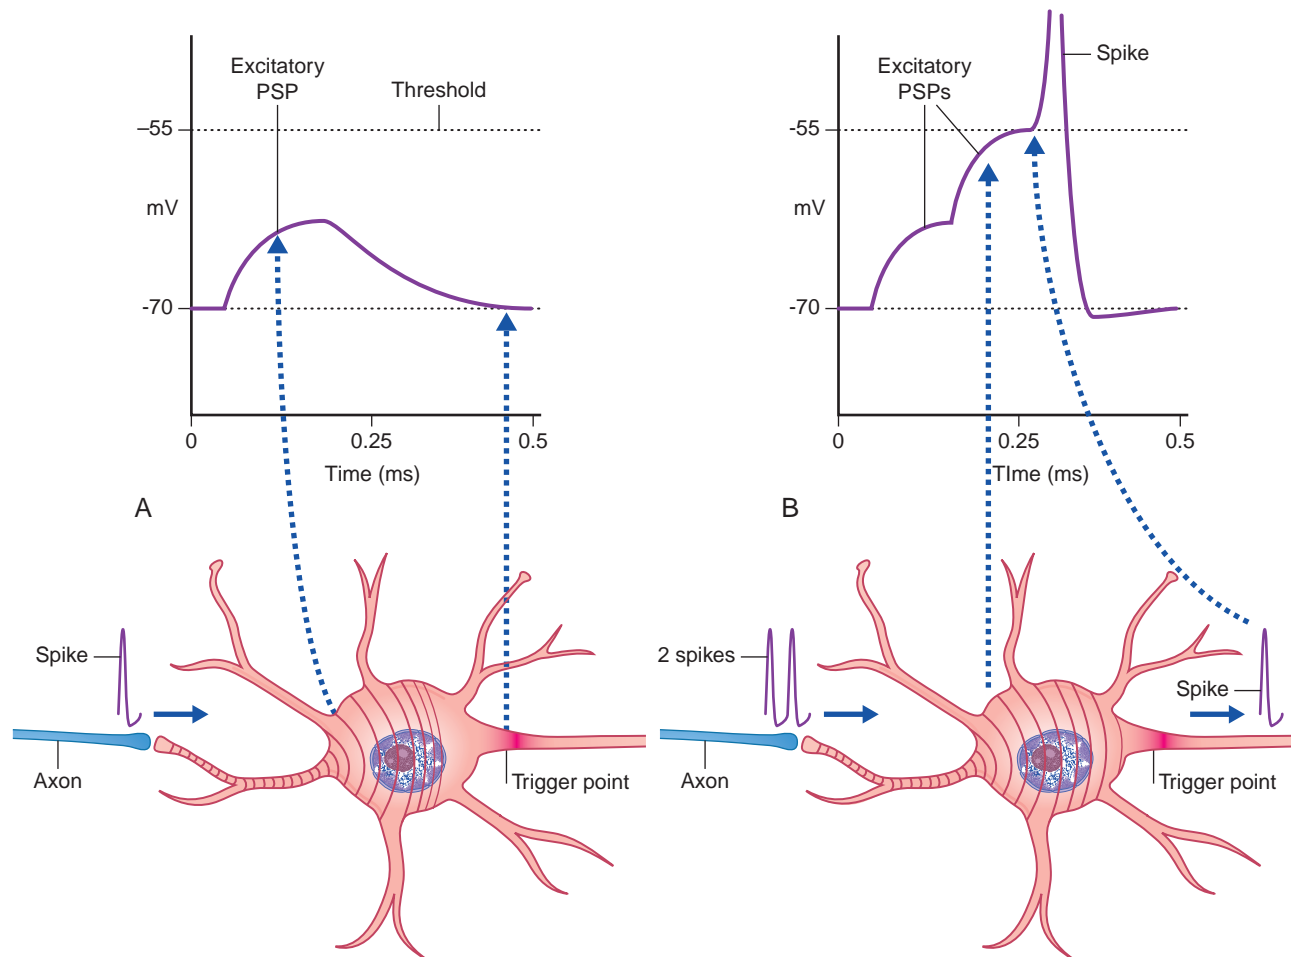 Excitatory
PSP
Threshold
–55
mV
-70
0
0.25
0.5
Time (ms)
A
Spike
Axon
Trigger point
Excitatory
PSPs
Spike
-55
mV
-70
0
0.25
0.5
TIme (ms)
B
2 spikes
Spike
Axon
Trigger point